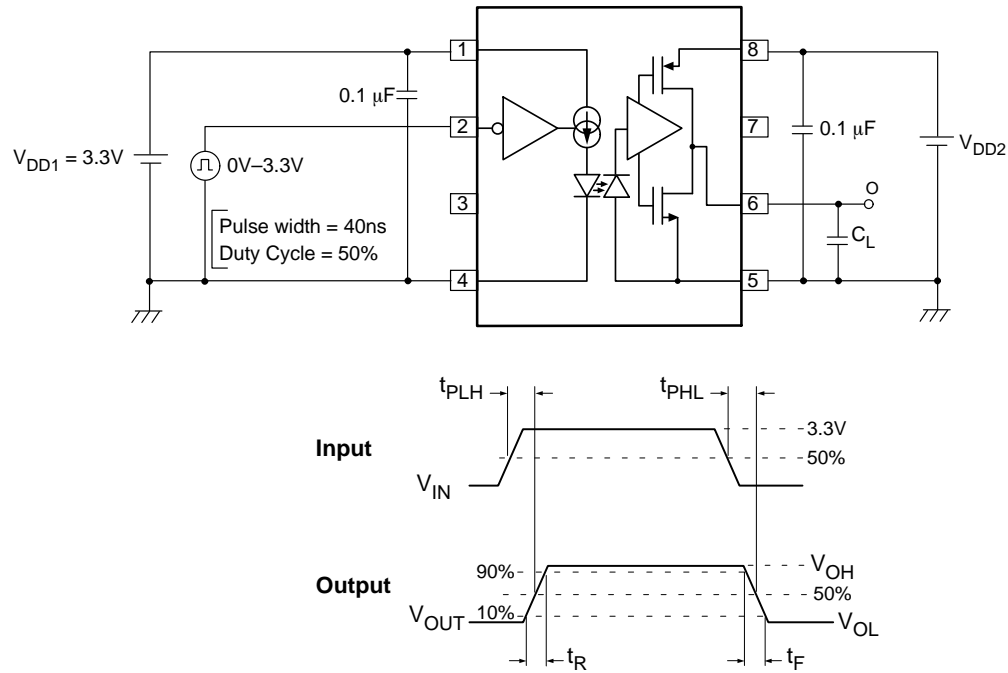 1
8
0.1 μF
2
7
0.1 μF
V_DD1 = 3.3V
0V–3.3V
V_DD2
3
6
O
Pulse width = 40ns
Duty Cycle = 50%
C_L
4
5
t_PLH
t_PHL
Input
3.3V
50%
V_IN
Output
90%
V_OH
50%
V_OUT
10%
V_OL
t_R
t_F